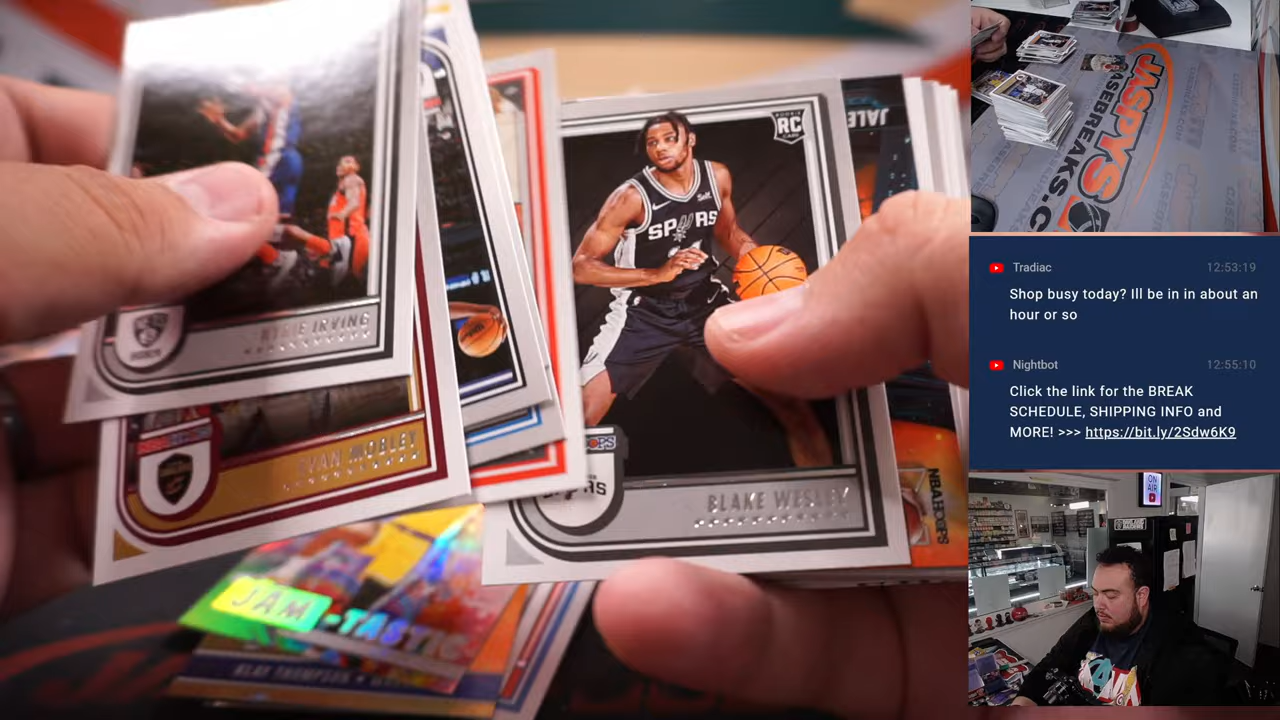 KYRIE IRVING
EVAN MOBLEY
JAM-TASTIC
KLAY THOMPSON
RC
SPURS
BLAKE WESLEY
JALE
NBA HOOPS
JASPYS
CASEBREAKS.C
Tradiac 12:53:19
Shop busy today? Ill be in in about an
hour or so
Nightbot 12:55:10
Click the link for the BREAK
SCHEDULE, SHIPPING INFO and
MORE! >>> https://bit.ly/2Sdw6K9
ON
AIR